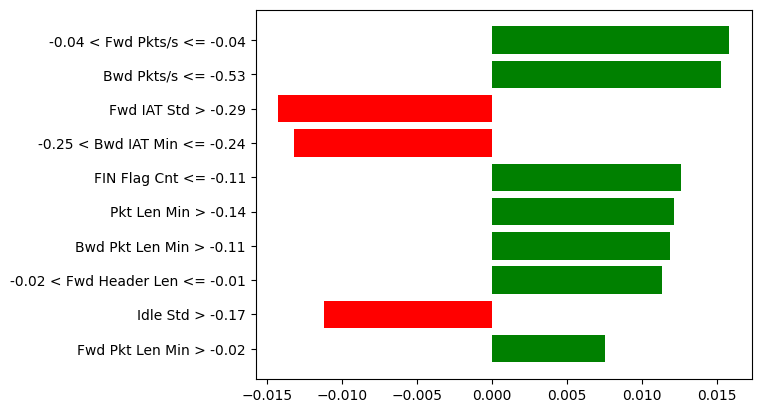 -0.04 < Fwd Pkts/s <= -0.04
Bwd Pkts/s <= -0.53
Fwd IAT Std > -0.29
-0.25 < Bwd IAT Min <= -0.24
FIN Flag Cnt <= -0.11
Pkt Len Min > -0.14
Bwd Pkt Len Min > -0.11
-0.02 < Fwd Header Len <= -0.01
Idle Std > -0.17
Fwd Pkt Len Min > -0.02
−0.015 −0.010 −0.005 0.000 0.005 0.010 0.015